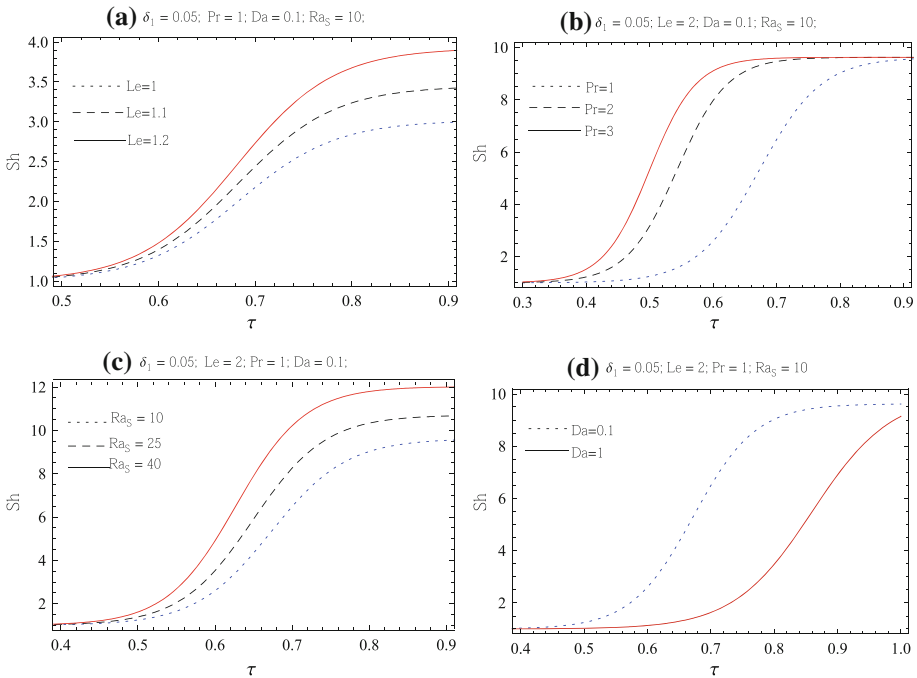 (a) δ₁ = 0.05; Pr = 1; Da = 0.1; Ra_S = 10;
4.0
3.5
3.0
2.5
2.0
1.5
1.0
Sh
Le=1
Le=1.1
Le=1.2
0.5 0.6 0.7 0.8 0.9
τ
(b) δ₁ = 0.05; Le = 2; Da = 0.1; Ra_S = 10;
10
8
6
4
2
Sh
Pr=1
Pr=2
Pr=3
0.3 0.4 0.5 0.6 0.7 0.8 0.9
τ
(c) δ₁ = 0.05; Le = 2; Pr = 1; Da = 0.1;
12
10
8
6
4
2
Sh
Ra_S = 10
Ra_S = 25
Ra_S = 40
0.4 0.5 0.6 0.7 0.8 0.9
τ
(d) δ₁ = 0.05; Le = 2; Pr = 1; Ra_S = 10
10
8
6
4
2
Sh
Da=0.1
Da=1
0.4 0.5 0.6 0.7 0.8 0.9 1.0
τ